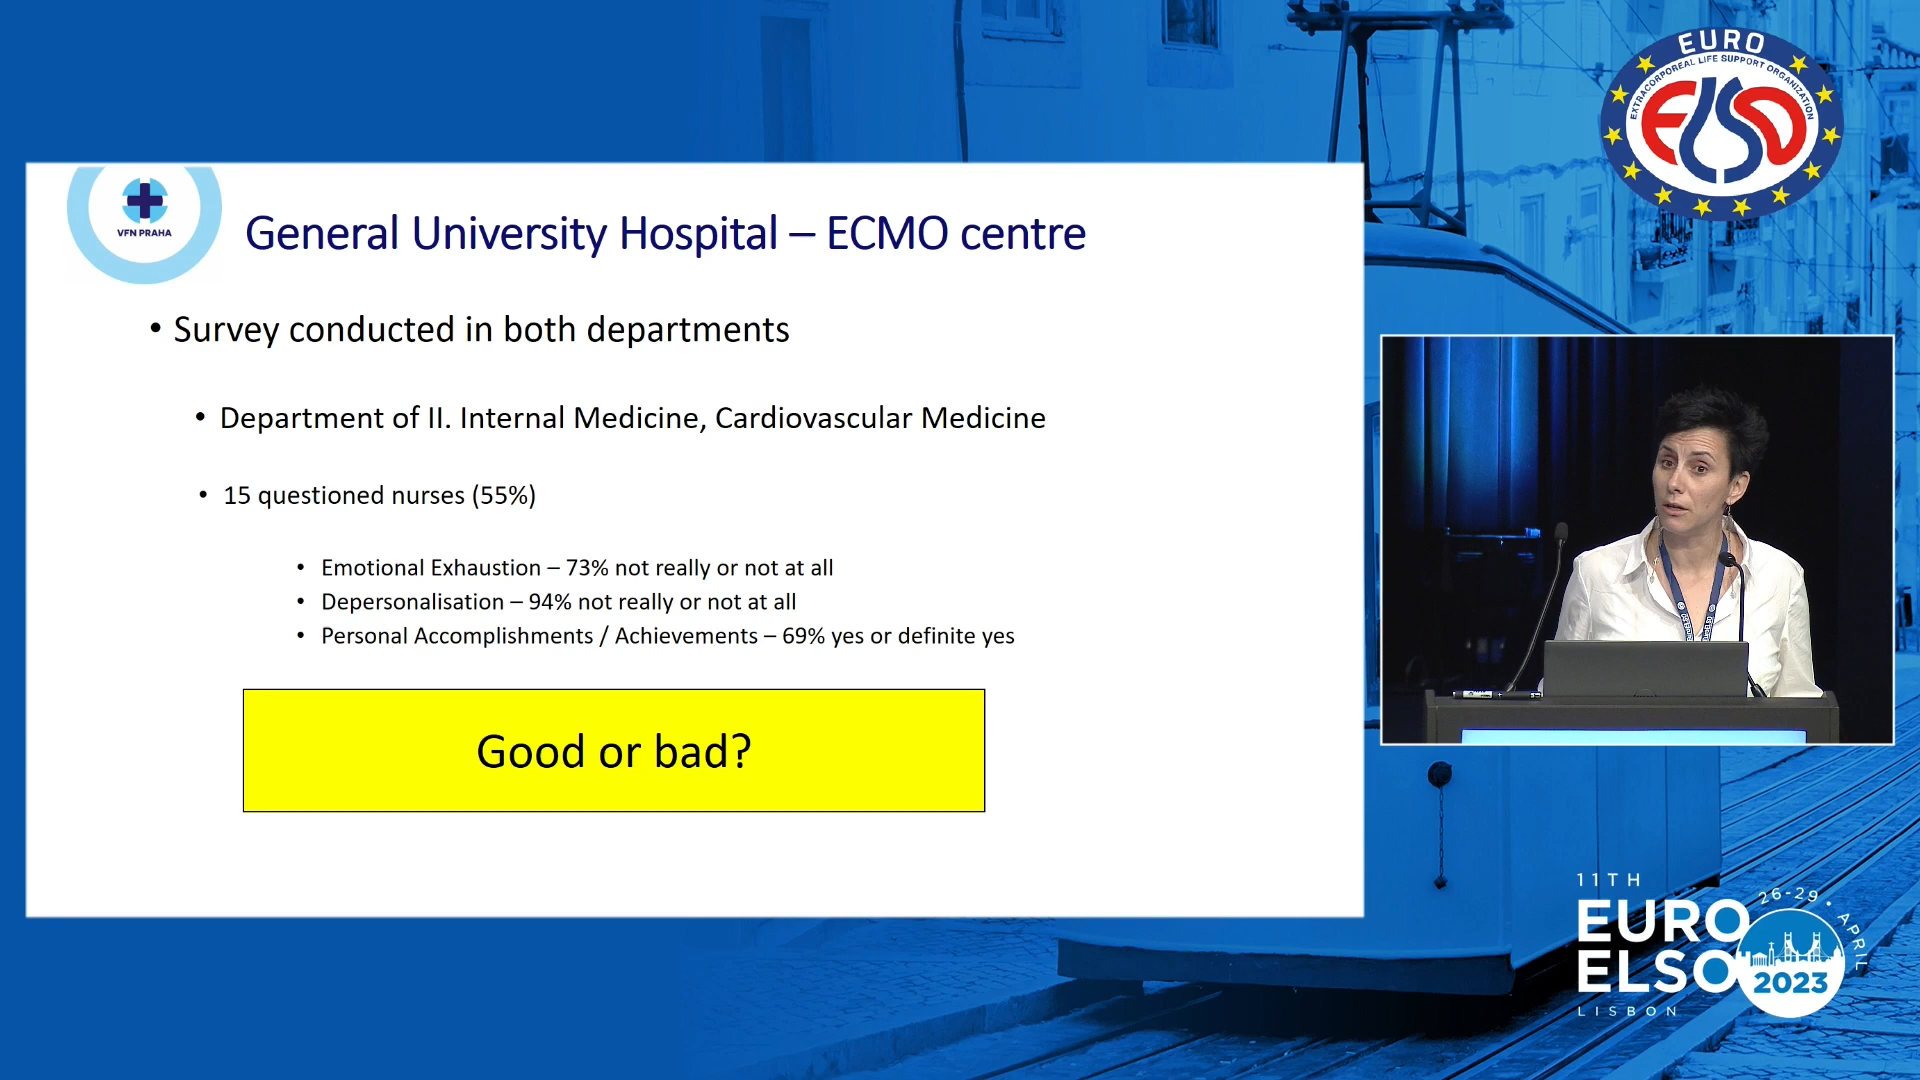 EURO
EXTRACORPOREAL LIFE SUPPORT ORGANIZATION
ELSO
VFN PRAHA
General University Hospital – ECMO centre
• Survey conducted in both departments
• Department of II. Internal Medicine, Cardiovascular Medicine
• 15 questioned nurses (55%)
• Emotional Exhaustion – 73% not really or not at all
• Depersonalisation – 94% not really or not at all
• Personal Accomplishments / Achievements – 69% yes or definite yes
Good or bad?
11TH
EURO
ELSO
LISBON
26-29 • APRIL
2023